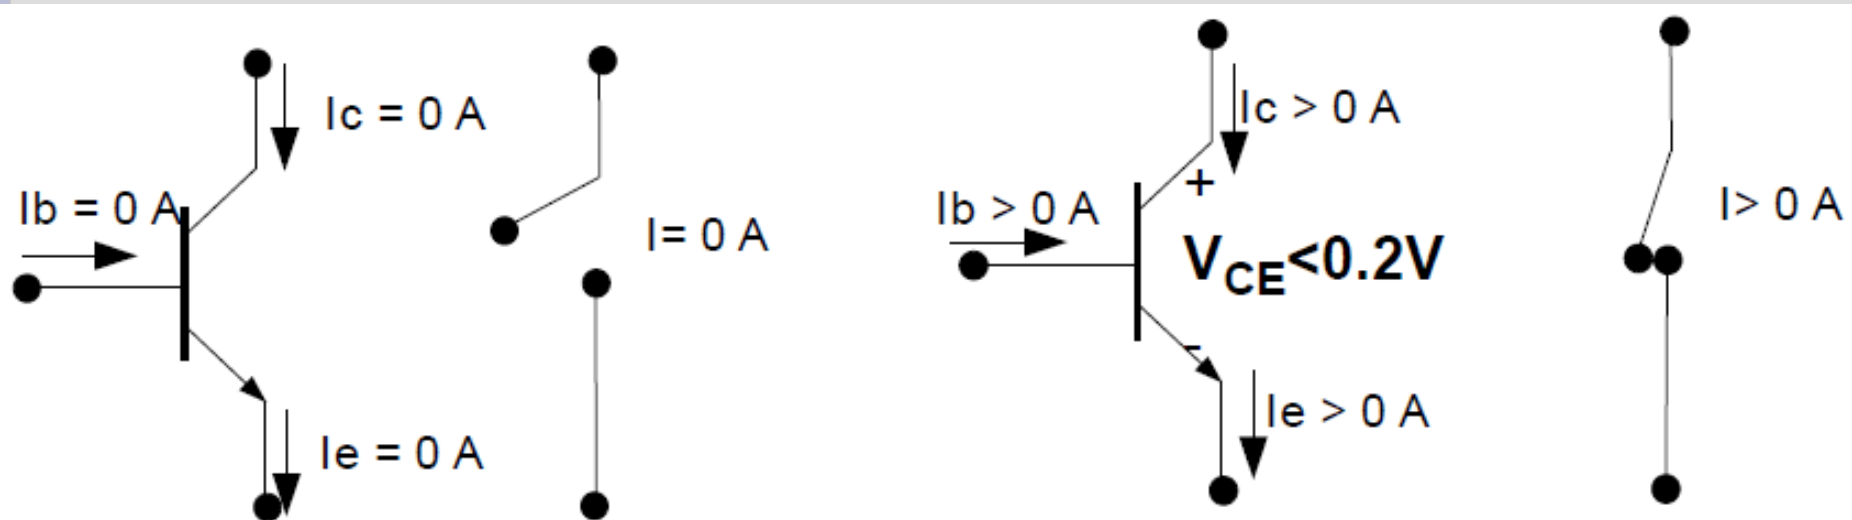 Ic = 0 A
Ib = 0 A
I= 0 A
Ie = 0 A
Ic > 0 A
Ib > 0 A
+
VCE<0.2V
-
Ie > 0 A
I> 0 A